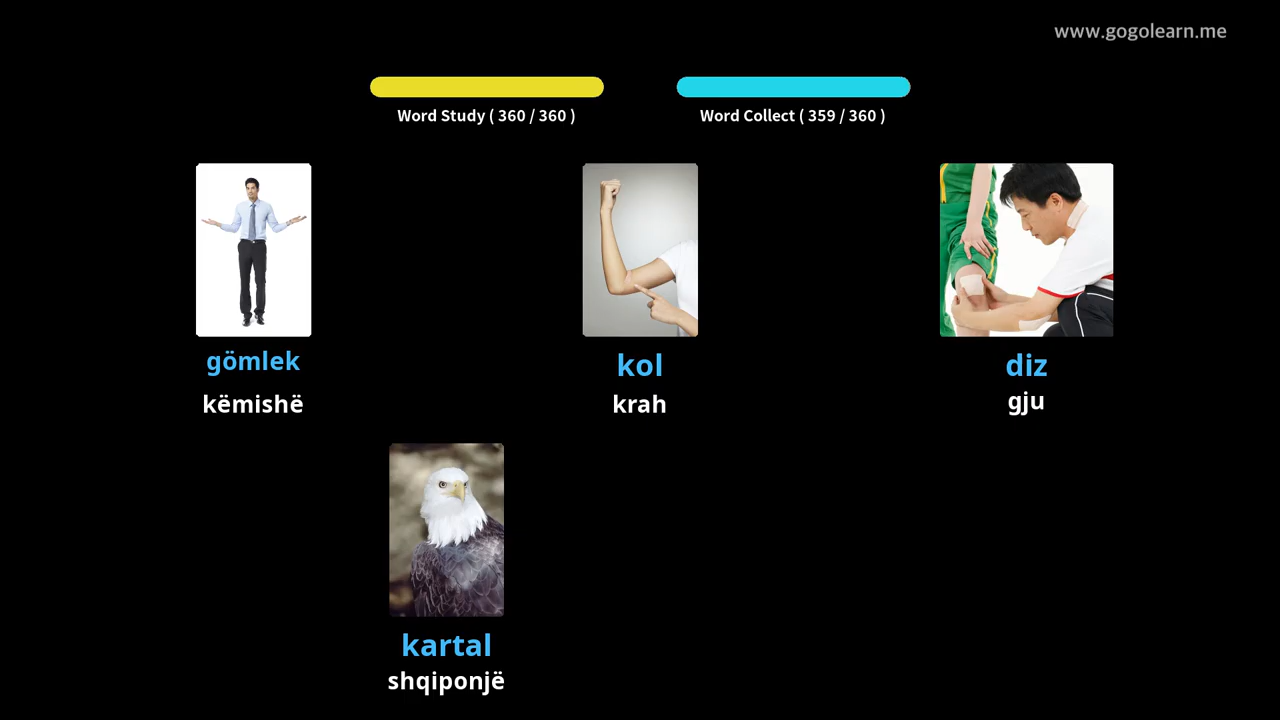 www.gogolearn.me
Word Study ( 360 / 360 )
Word Collect ( 359 / 360 )
gömlek
këmishë
kol
krah
diz
gju
kartal
shqiponjë